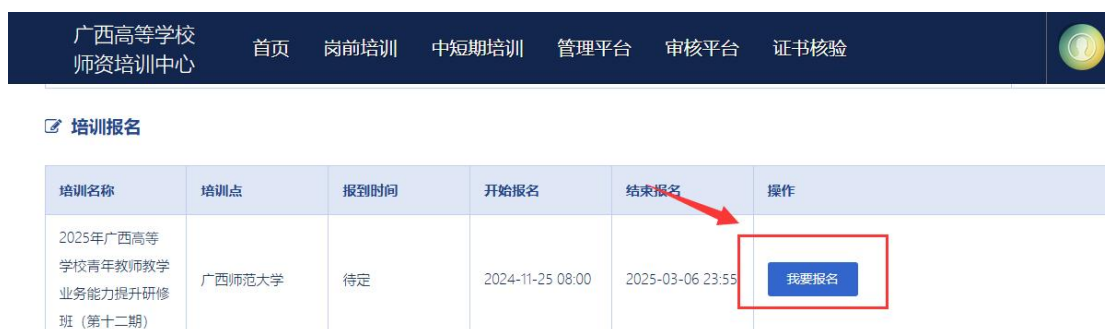 广西高等学校
师资培训中心
首页 岗前培训 中短期培训 管理平台 审核平台 证书核验
培训报名
培训名称 培训点 报到时间 开始报名 结束报名 操作
2025年广西高等
学校青年教师教学
业务能力提升研修
班（第十二期）
广西师范大学 待定 2024-11-25 08:00 2025-03-06 23:55 我要报名